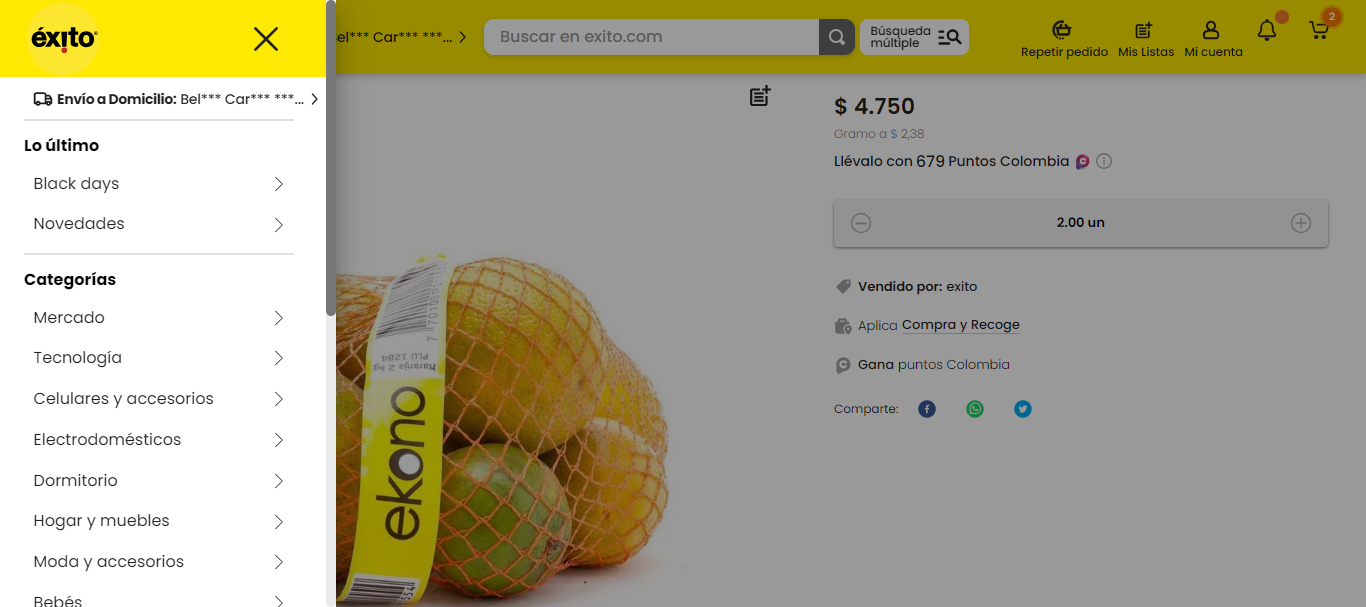 éxito
Envío a Domicilio: Bel*** Car*** ***...
Lo último
Black days
Novedades
Categorías
Mercado
Tecnología
Celulares y accesorios
Electrodomésticos
Dormitorio
Hogar y muebles
Moda y accesorios
Bebés
el*** Car*** ***...
Buscar en exito.com
Búsqueda
múltiple
Repetir pedido
Mis Listas
Mi cuenta
2
$ 4.750
Gramo a $ 2,38
Llévalo con 679 Puntos Colombia
2.00 un
Vendido por: exito
Aplica Compra y Recoge
Gana puntos Colombia
Comparte:
Naranja 2 kg
PLU 1284
ekono